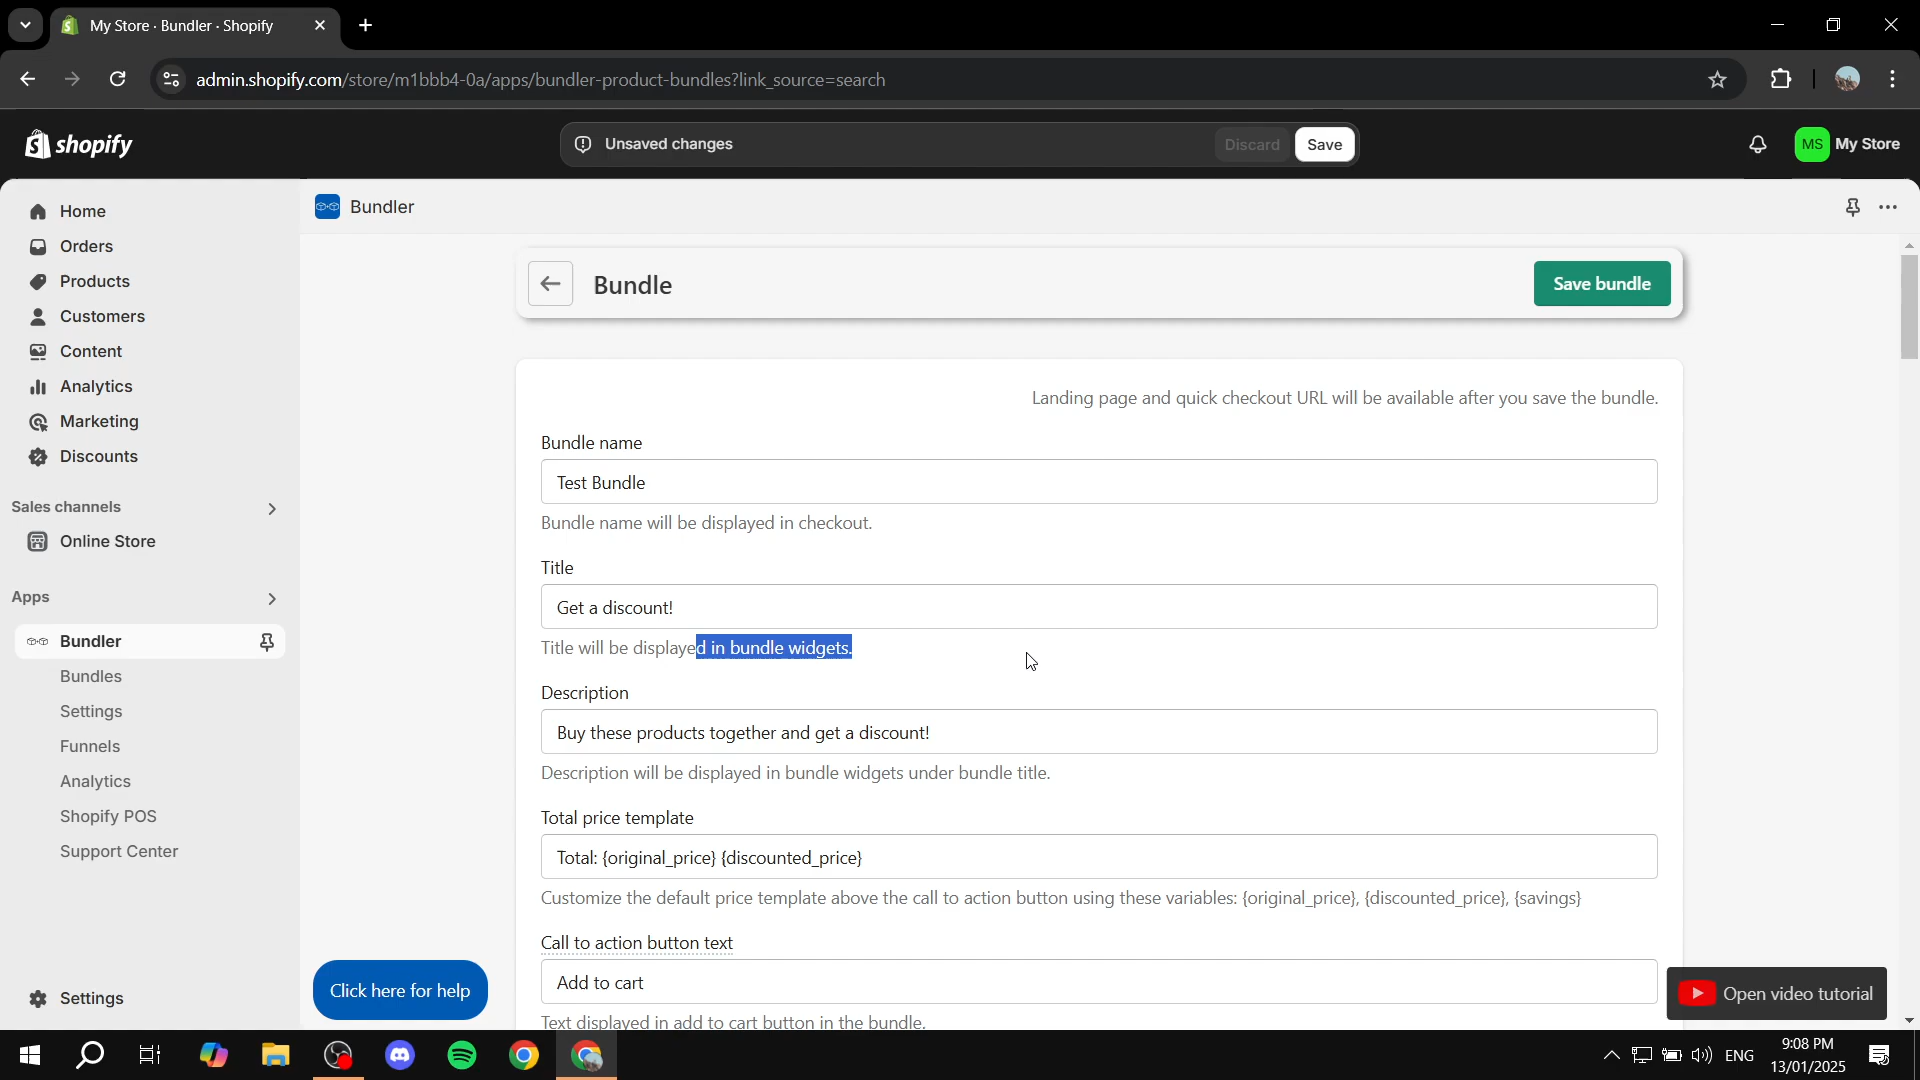 My Store · Bundler · Shopify
admin.shopify.com/store/m1bbb4-0a/apps/bundler-product-bundles?link_source=search
shopify
Unsaved changes
Discard
Save
MS
My Store
Home
Orders
Products
Customers
Content
Analytics
Marketing
Discounts
Sales channels
Online Store
Apps
Bundler
Bundles
Settings
Funnels
Analytics
Shopify POS
Support Center
Settings
Bundler
Bundle
Save bundle
Landing page and quick checkout URL will be available after you save the bundle.
Bundle name
Test Bundle
Bundle name will be displayed in checkout.
Title
Get a discount!
Title will be displayed in bundle widgets.
Description
Buy these products together and get a discount!
Description will be displayed in bundle widgets under bundle title.
Total price template
Total: {original_price} {discounted_price}
Customize the default price template above the call to action button using these variables: {original_price}, {discounted_price}, {savings}
Call to action button text
Add to cart
Text displayed in add to cart button in the bundle.
Click here for help
Open video tutorial
ENG
9:08 PM
13/01/2025